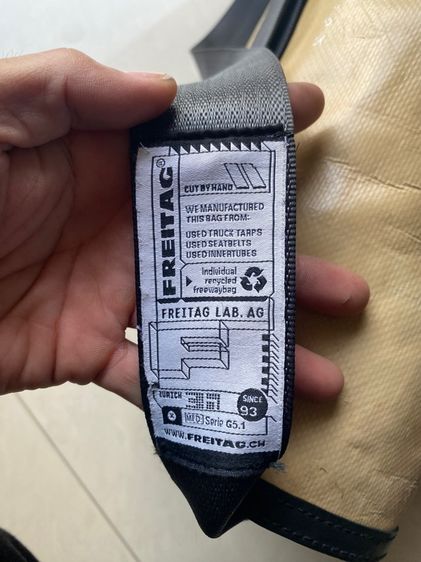 FREITAG®
CUT BY HAND
WE MANUFACTURED
THIS BAG FROM:
USED TRUCK TARPS
USED SEATBELTS
USED INNERTUBES
Individual
recycled
freewaybag
FREITAG LAB. AG
F
ZURICH
SINCE
93
Serie G5.1
WWW.FREITAG.CH